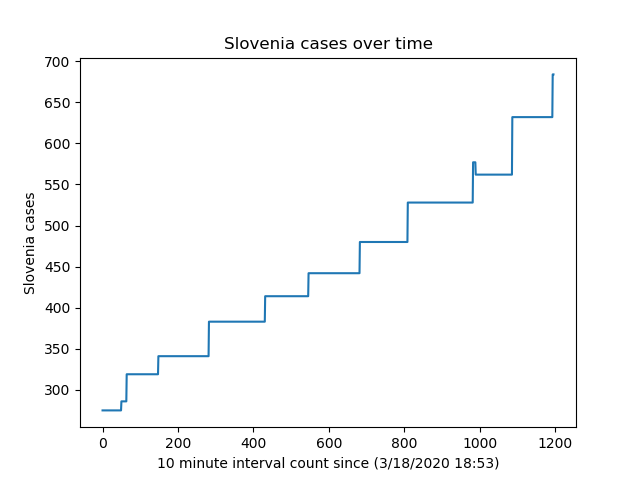 Slovenia cases over time
700
650
600
550
500
450
400
350
300
Slovenia cases
0 200 400 600 800 1000 1200
10 minute interval count since (3/18/2020 18:53)